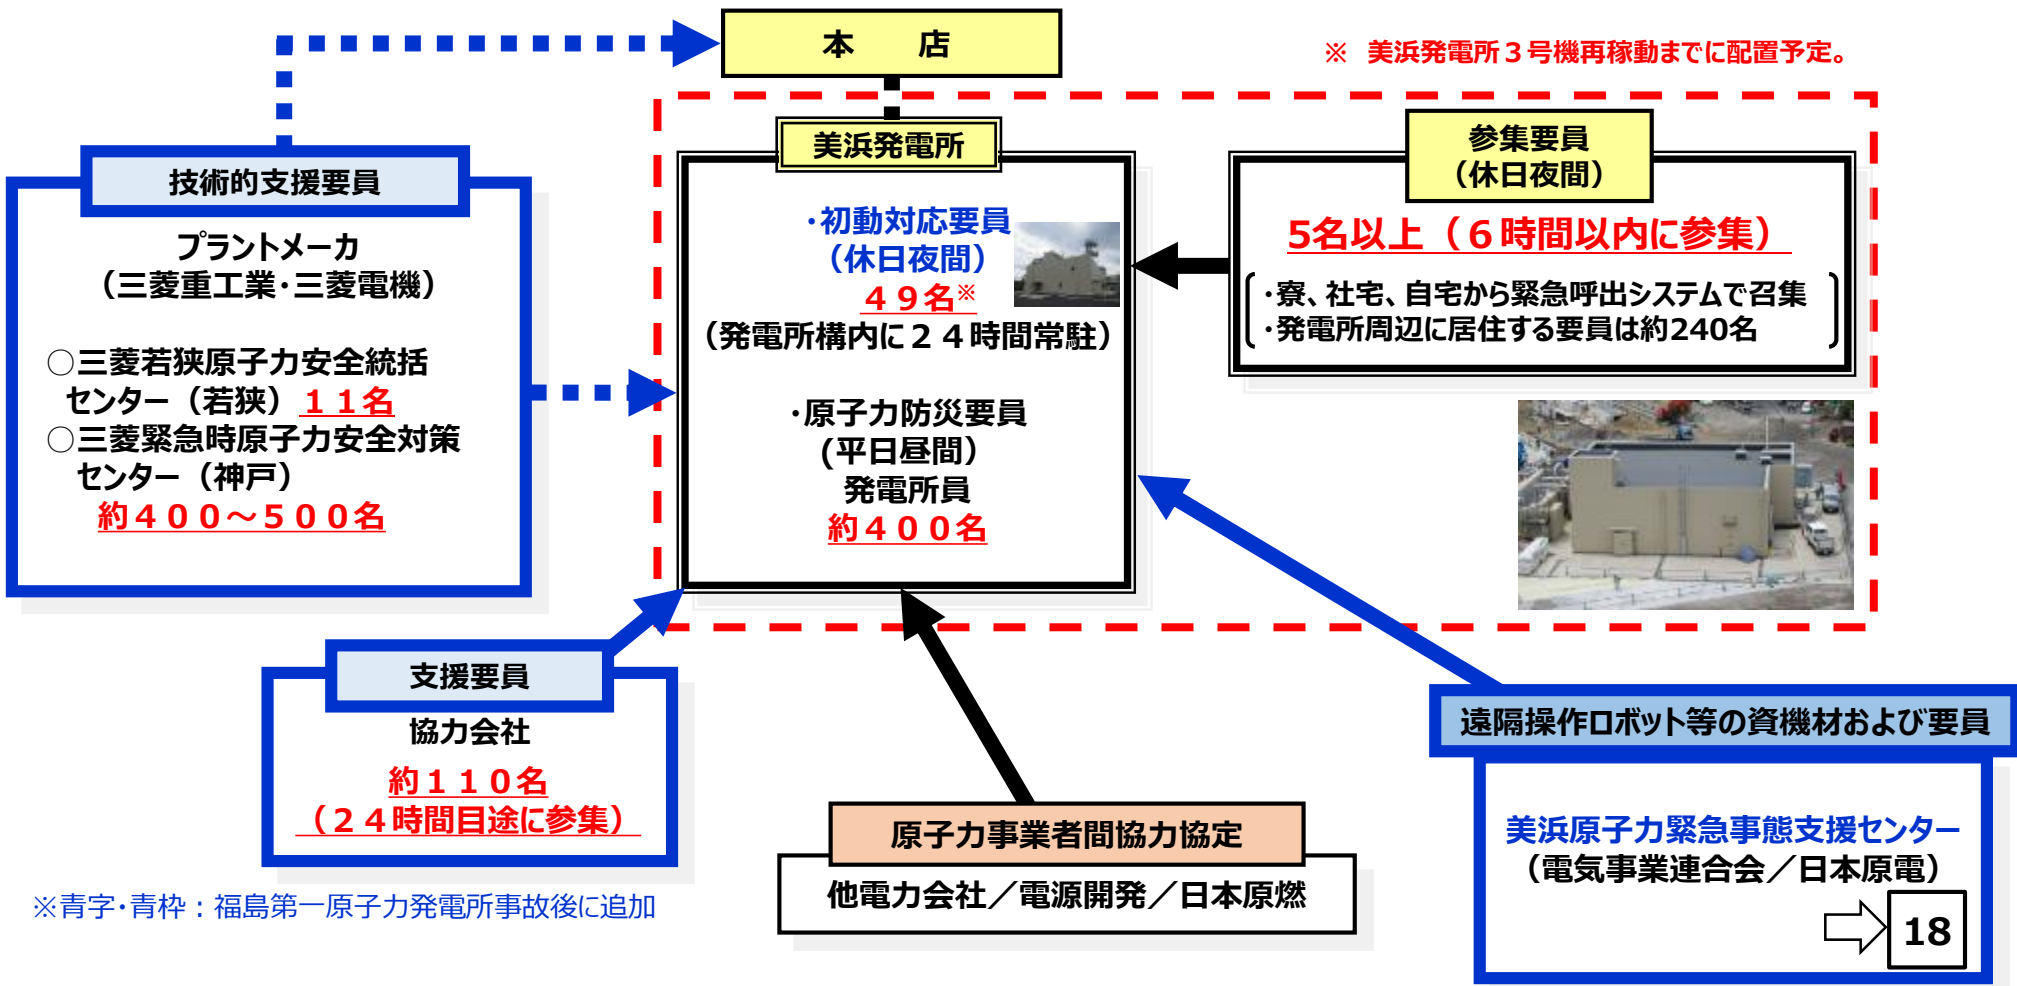 本　店
※ 美浜発電所３号機再稼動までに配置予定。
美浜発電所
・初動対応要員
（休日夜間）
４９名※
（発電所構内に２４時間常駐）
・原子力防災要員
(平日昼間）
発電所員
約４００名
参集要員
（休日夜間）
5名以上（６時間以内に参集）
・寮、社宅、自宅から緊急呼出システムで召集
・発電所周辺に居住する要員は約240名
技術的支援要員
プラントメーカ
（三菱重工業・三菱電機）
○三菱若狭原子力安全統括
センター（若狭）１１名
○三菱緊急時原子力安全対策
センター（神戸）
約４００～５００名
支援要員
協力会社
約１１０名
（２４時間目途に参集）
※青字・青枠：福島第一原子力発電所事故後に追加
原子力事業者間協力協定
他電力会社／電源開発／日本原燃
遠隔操作ロボット等の資機材および要員
美浜原子力緊急事態支援センター
（電気事業連合会／日本原電）
18